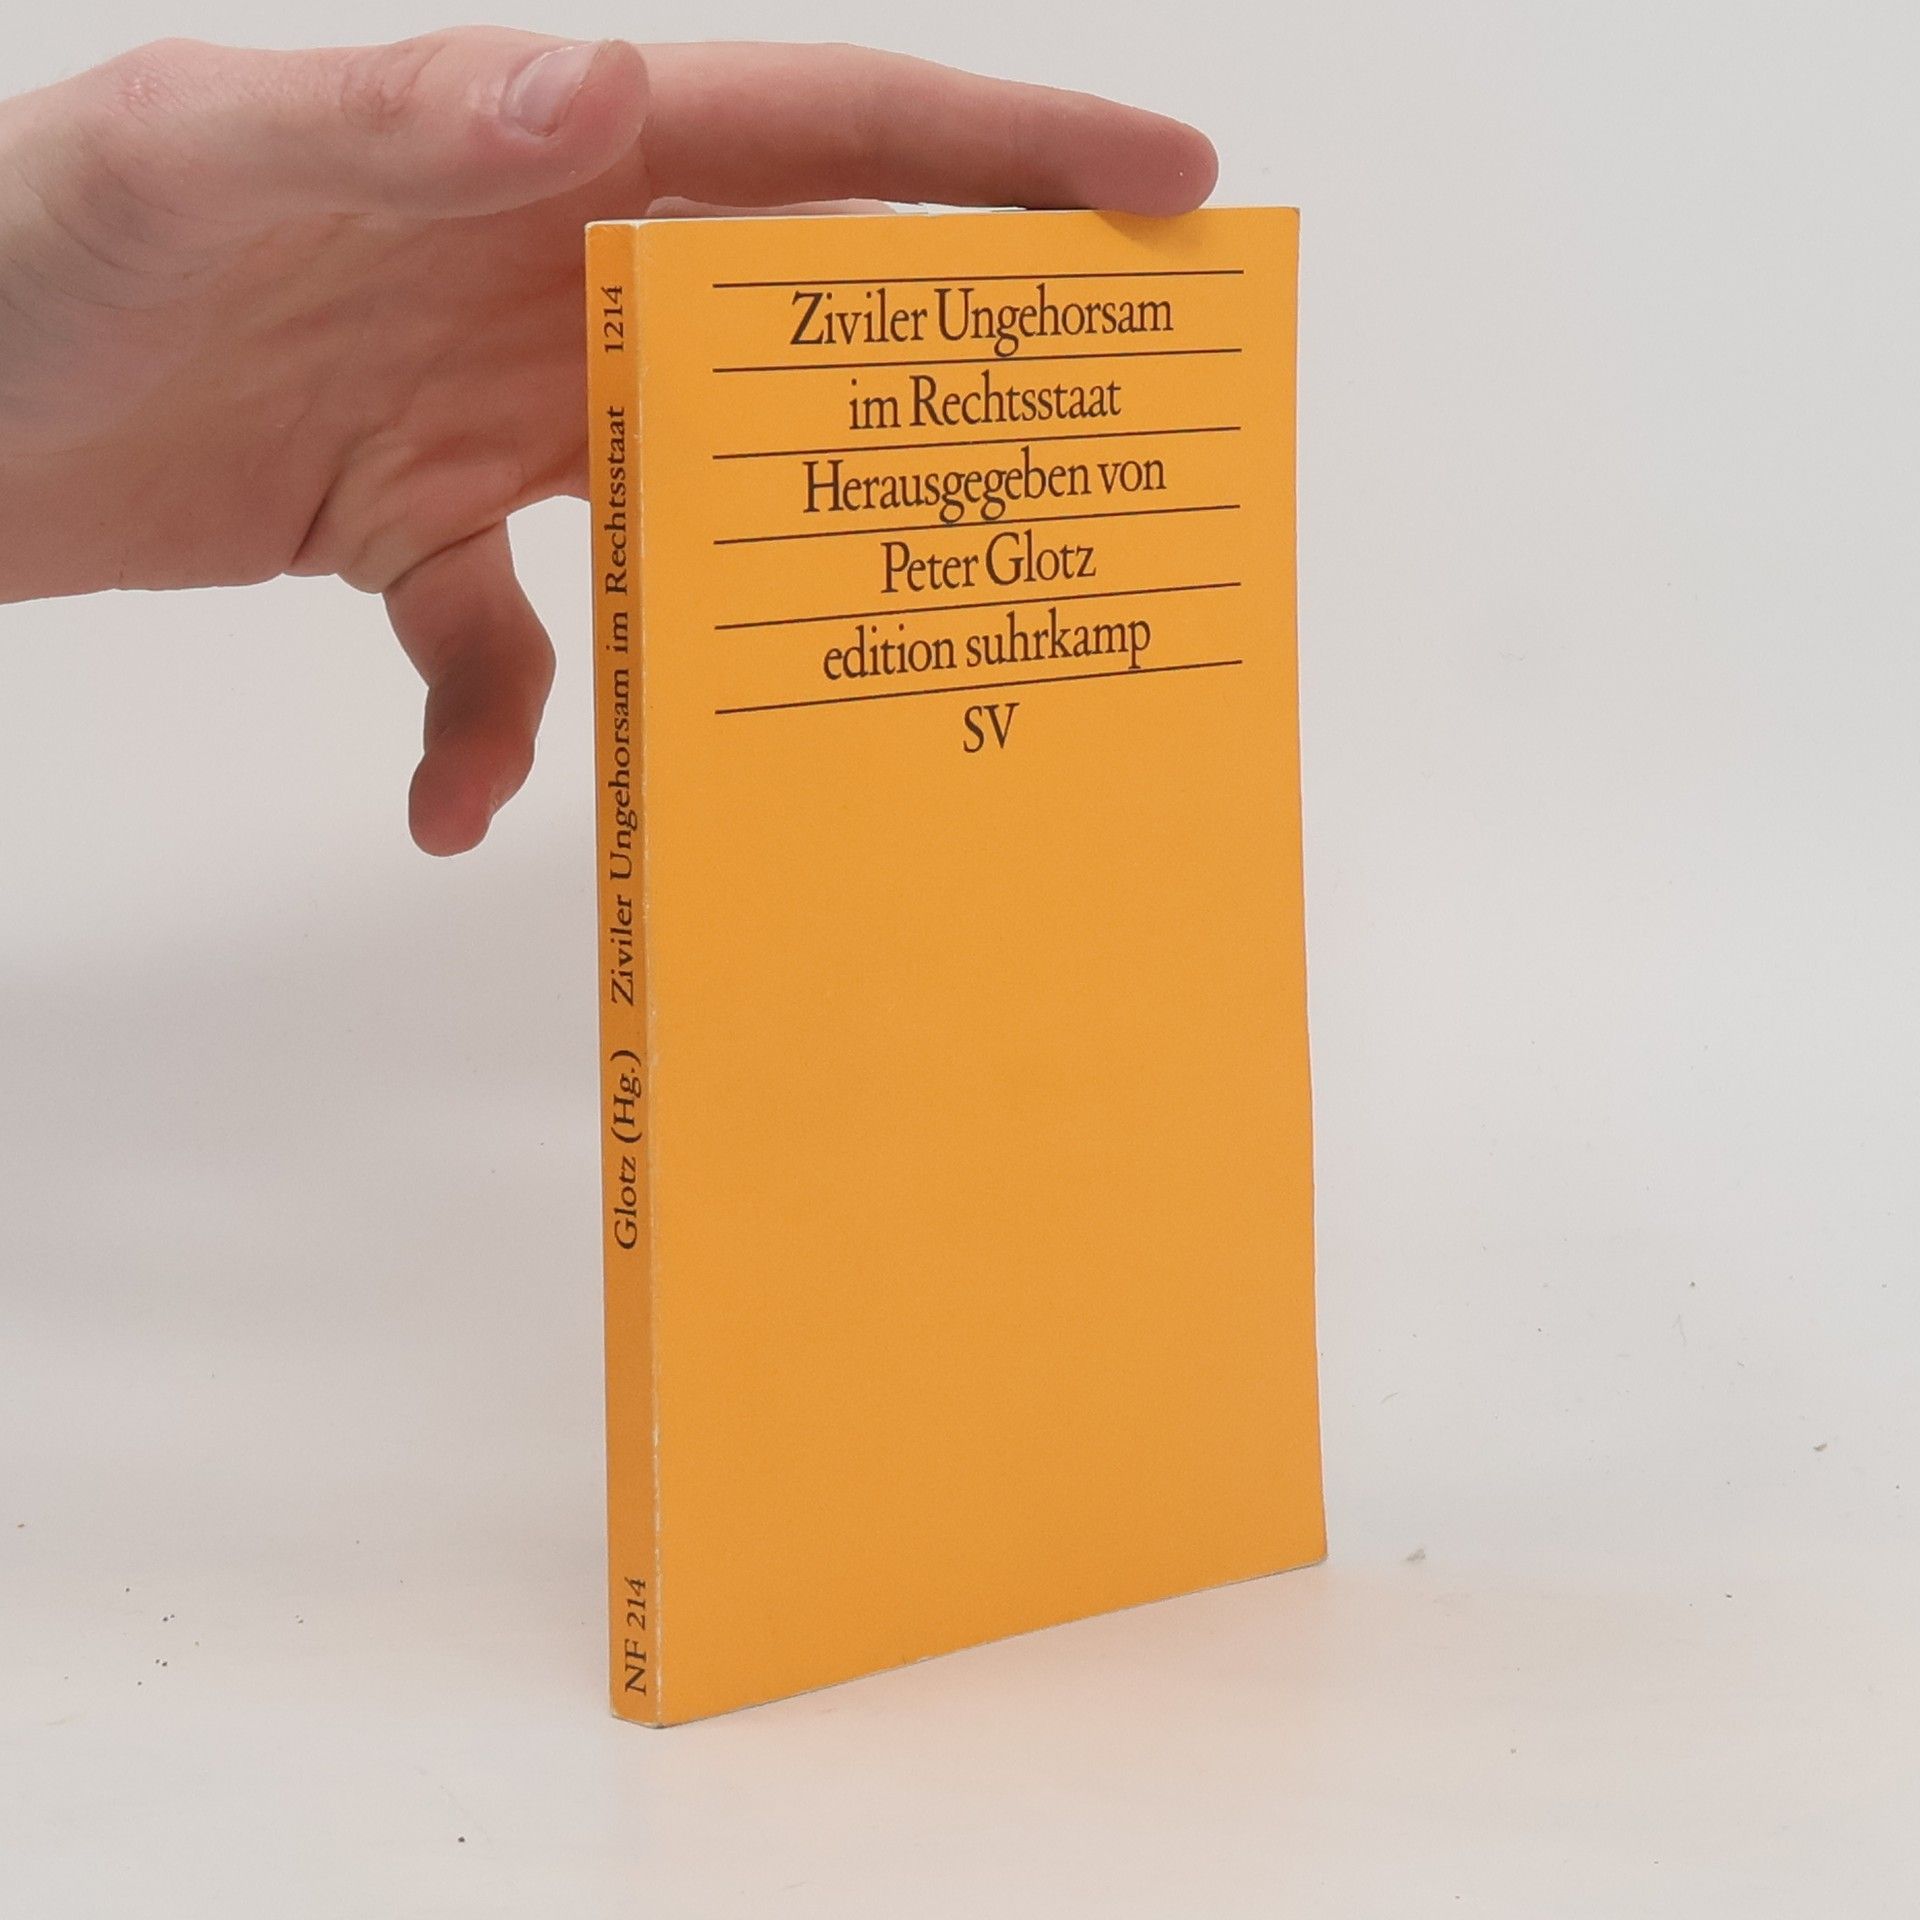 Ziviler Ungehorsam
im Rechtsstaat
Herausgegeben von
Peter Glotz
edition suhrkamp
SV
NF 214 Glotz (Hg.) Ziviler Ungehorsam im Rechtsstaat 1214